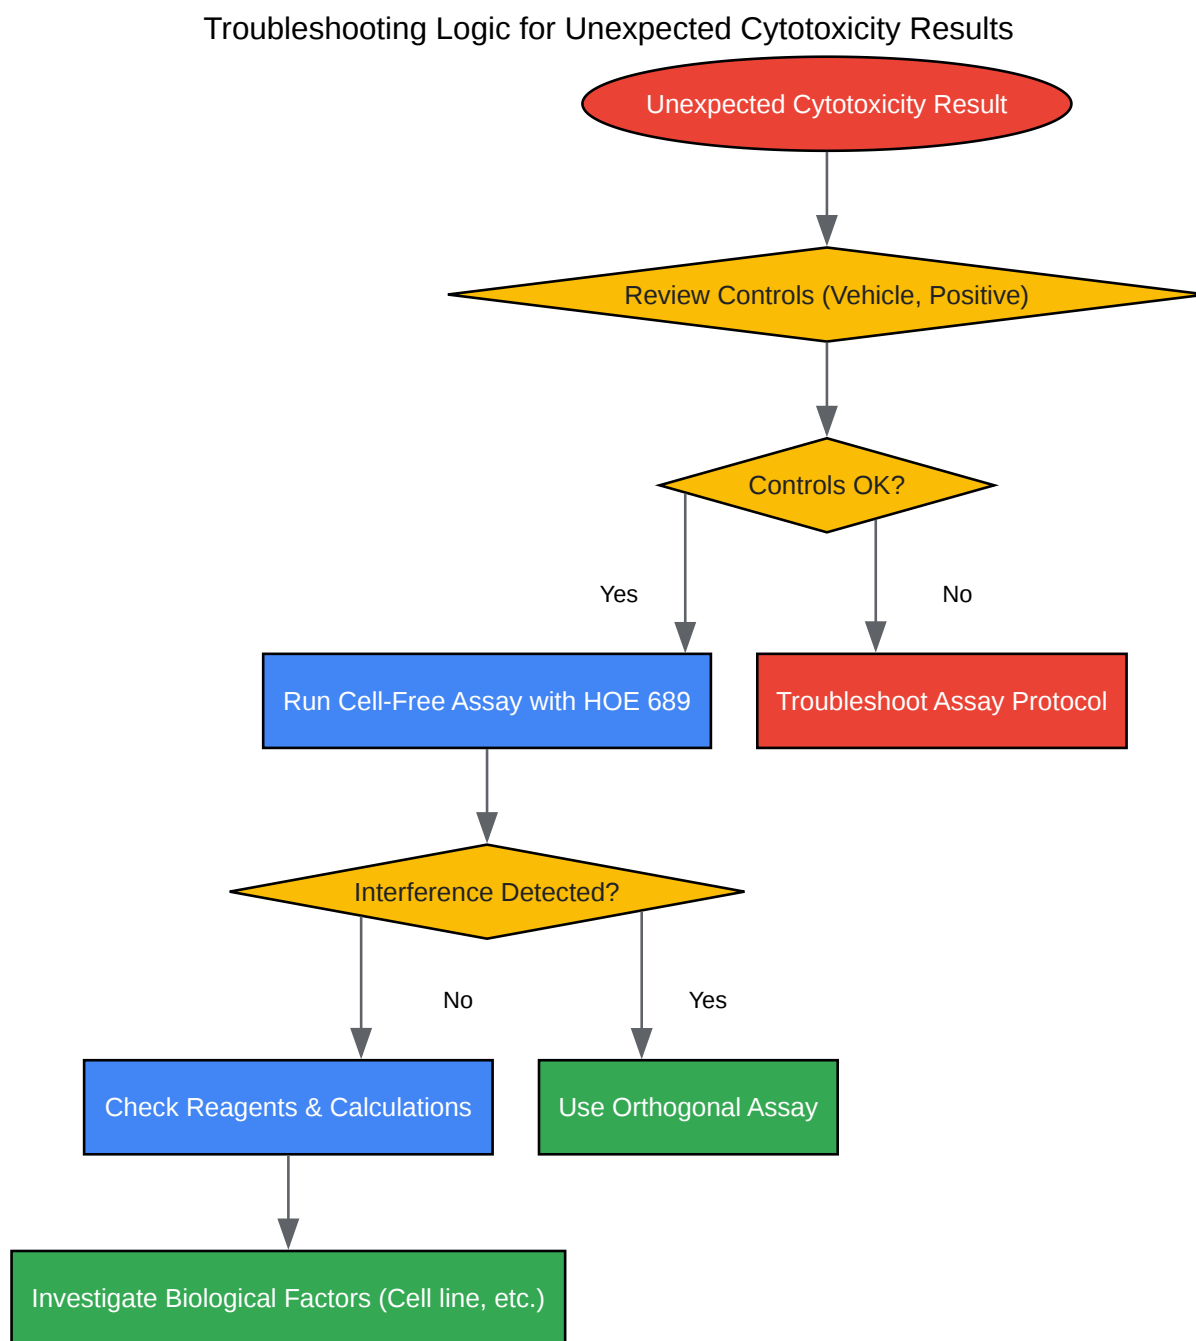 Troubleshooting Logic for Unexpected Cytotoxicity Results
Unexpected Cytotoxicity Result
Review Controls (Vehicle, Positive)
Controls OK?
Yes
No
Run Cell-Free Assay with HOE 689
Troubleshoot Assay Protocol
Interference Detected?
No
Yes
Check Reagents & Calculations
Use Orthogonal Assay
Investigate Biological Factors (Cell line, etc.)